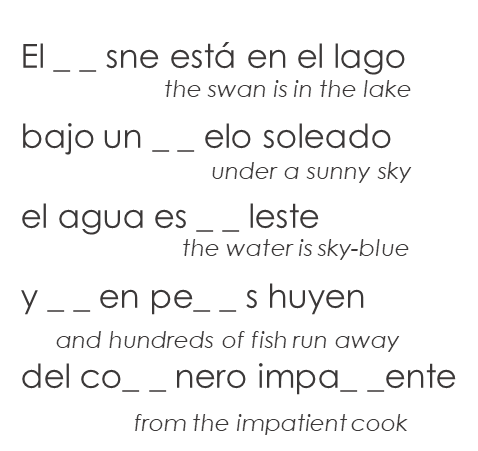 El _ _ sne está en el lago
the swan is in the lake
bajo un _ _ elo soleado
under a sunny sky
el agua es _ _ leste
the water is sky-blue
y _ _ en pe_ _ s huyen
and hundreds of fish run away
del co_ _ nero impa_ _ente
from the impatient cook